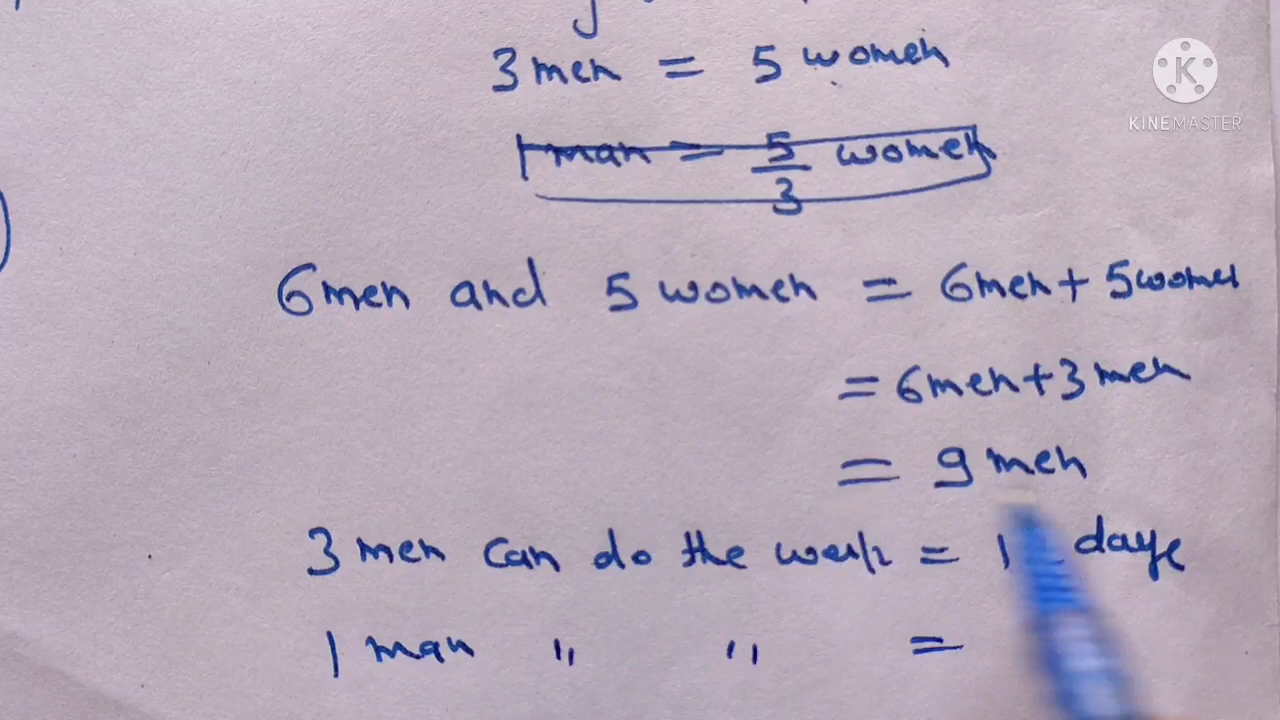 3 men = 5 women
K
KINEMASTER
1 man = 5/3 women
6 men and 5 women = 6 men + 5 women
= 6 men + 3 men
= 9 men
3 men can do the work = 1 days
1 man " " =